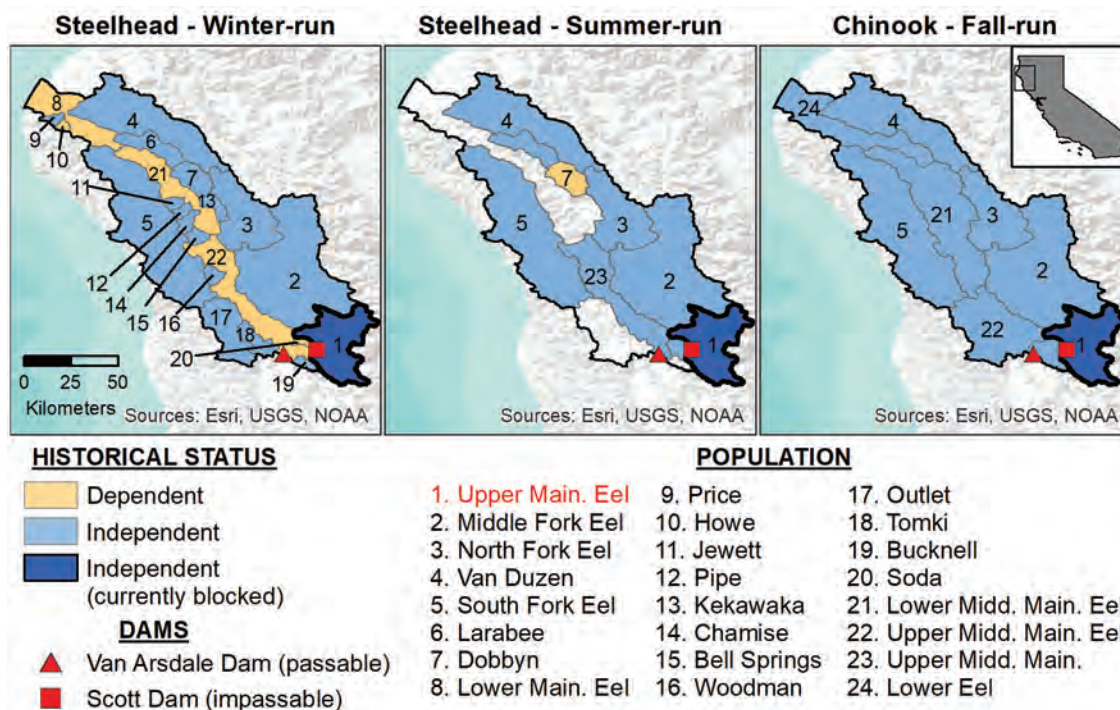 Steelhead - Winter-run
Steelhead - Summer-run
Chinook - Fall-run
8
9
10
4
6
21
7
11
13
5
3
12
22
2
14
15
16
17
18
1
20
19
0 25 50
Kilometers
Sources: Esri, USGS, NOAA
4
7
5
3
23
2
1
Sources: Esri, USGS, NOAA
24
4
21
3
5
2
22
1
Sources: Esri, USGS, NOAA
HISTORICAL STATUS
Dependent
Independent
Independent
(currently blocked)
DAMS
Van Arsdale Dam (passable)
Scott Dam (impassable)
POPULATION
1. Upper Main. Eel
2. Middle Fork Eel
3. North Fork Eel
4. Van Duzen
5. South Fork Eel
6. Larabee
7. Dobbyn
8. Lower Main. Eel
9. Price
10. Howe
11. Jewett
12. Pipe
13. Kekawaka
14. Chamise
15. Bell Springs
16. Woodman
17. Outlet
18. Tomki
19. Bucknell
20. Soda
21. Lower Midd. Main. Eel
22. Upper Midd. Main. Eel
23. Upper Midd. Main.
24. Lower Eel